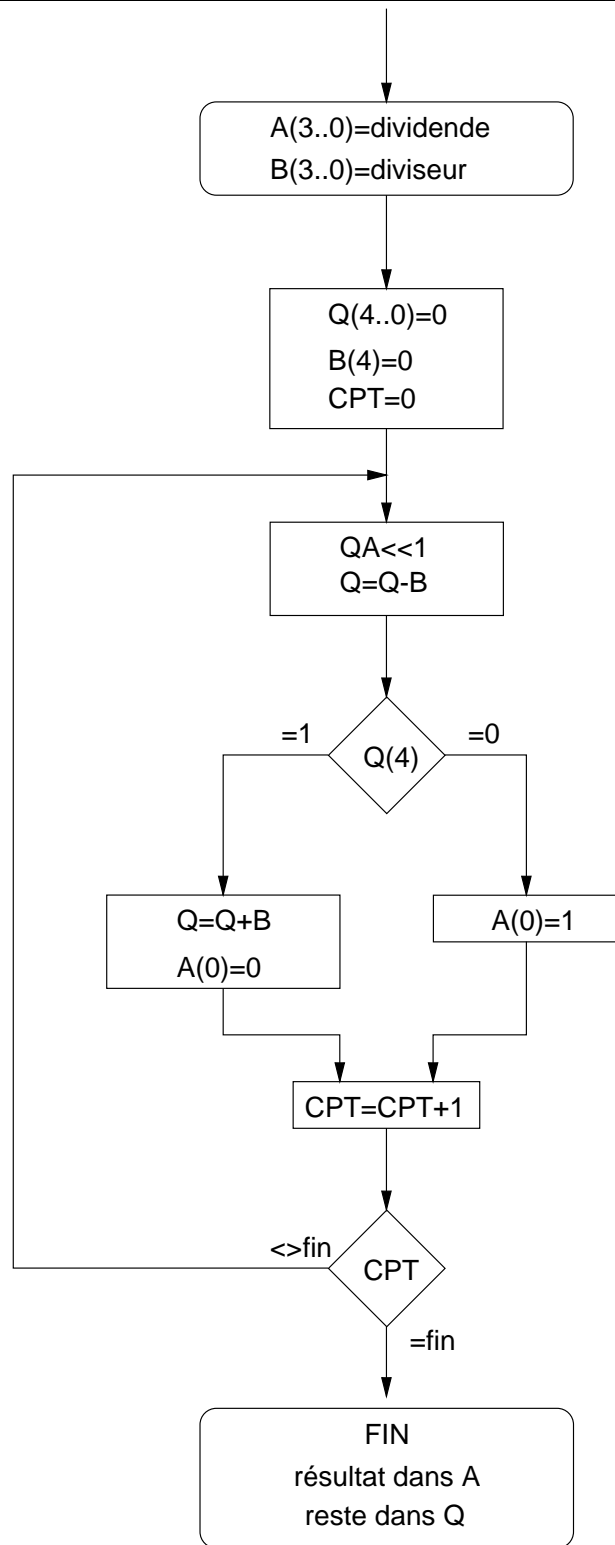 A(3..0)=dividende
B(3..0)=diviseur
Q(4..0)=0
B(4)=0
CPT=0
QA<<1
Q=Q-B
=1
=0
Q(4)
Q=Q+B
A(0)=0
A(0)=1
CPT=CPT+1
<>fin
CPT
=fin
FIN
résultat dans A
reste dans Q